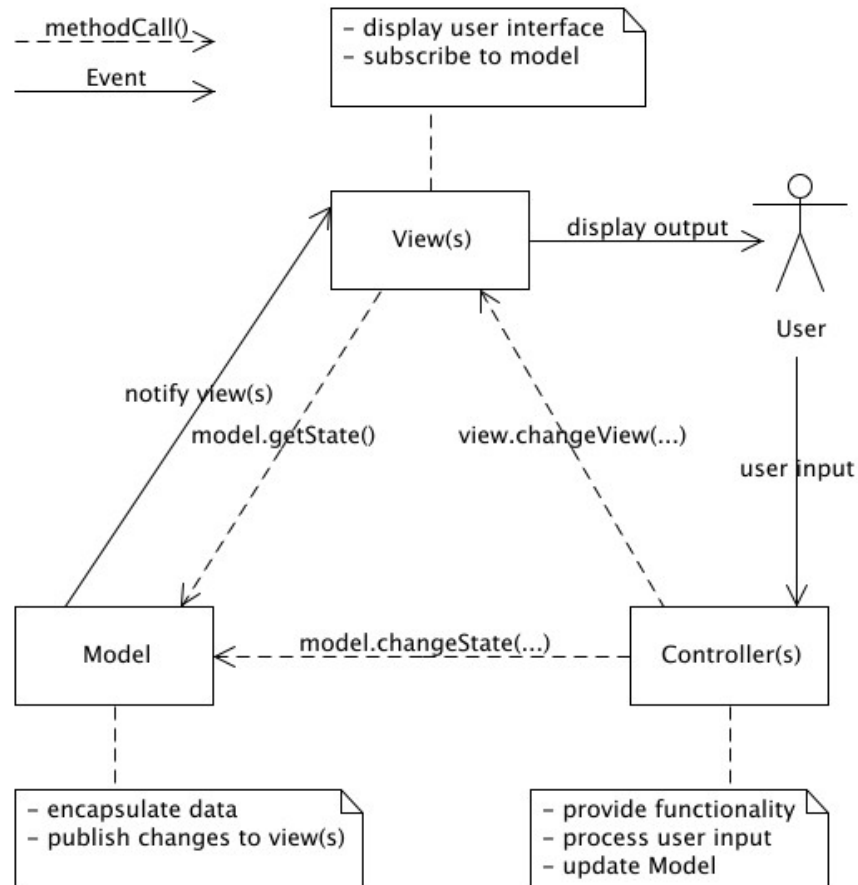 methodCall()
Event
- display user interface
- subscribe to model
View(s)
display output
User
notify view(s)
model.getState()
view.changeView(...)
user input
Model
model.changeState(...)
Controller(s)
- encapsulate data
- publish changes to view(s)
- provide functionality
- process user input
- update Model